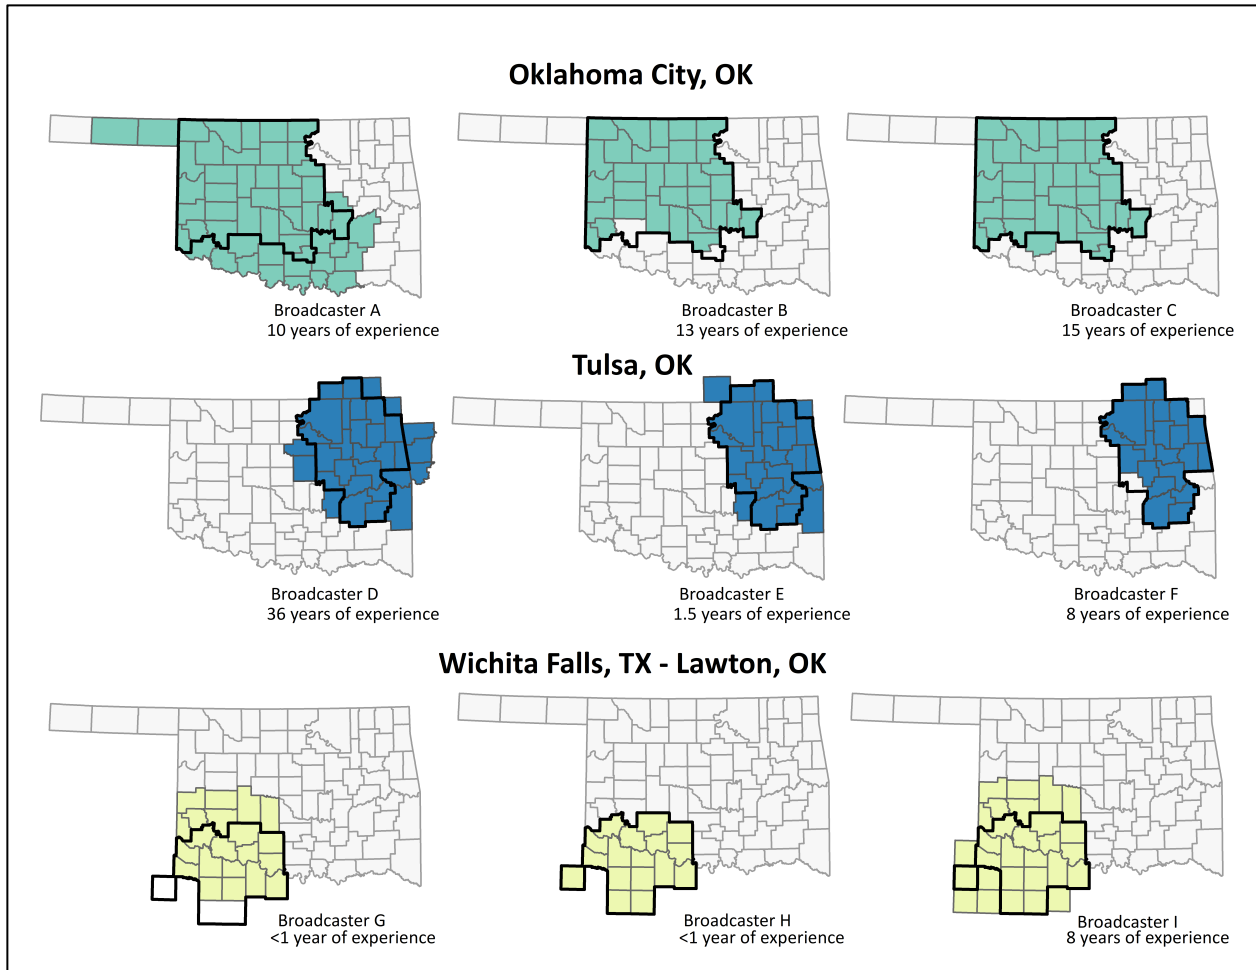 Oklahoma City, OK
Broadcaster A
10 years of experience
Broadcaster B
13 years of experience
Broadcaster C
15 years of experience
Tulsa, OK
Broadcaster D
36 years of experience
Broadcaster E
1.5 years of experience
Broadcaster F
8 years of experience
Wichita Falls, TX - Lawton, OK
Broadcaster G
<1 year of experience
Broadcaster H
<1 year of experience
Broadcaster I
8 years of experience